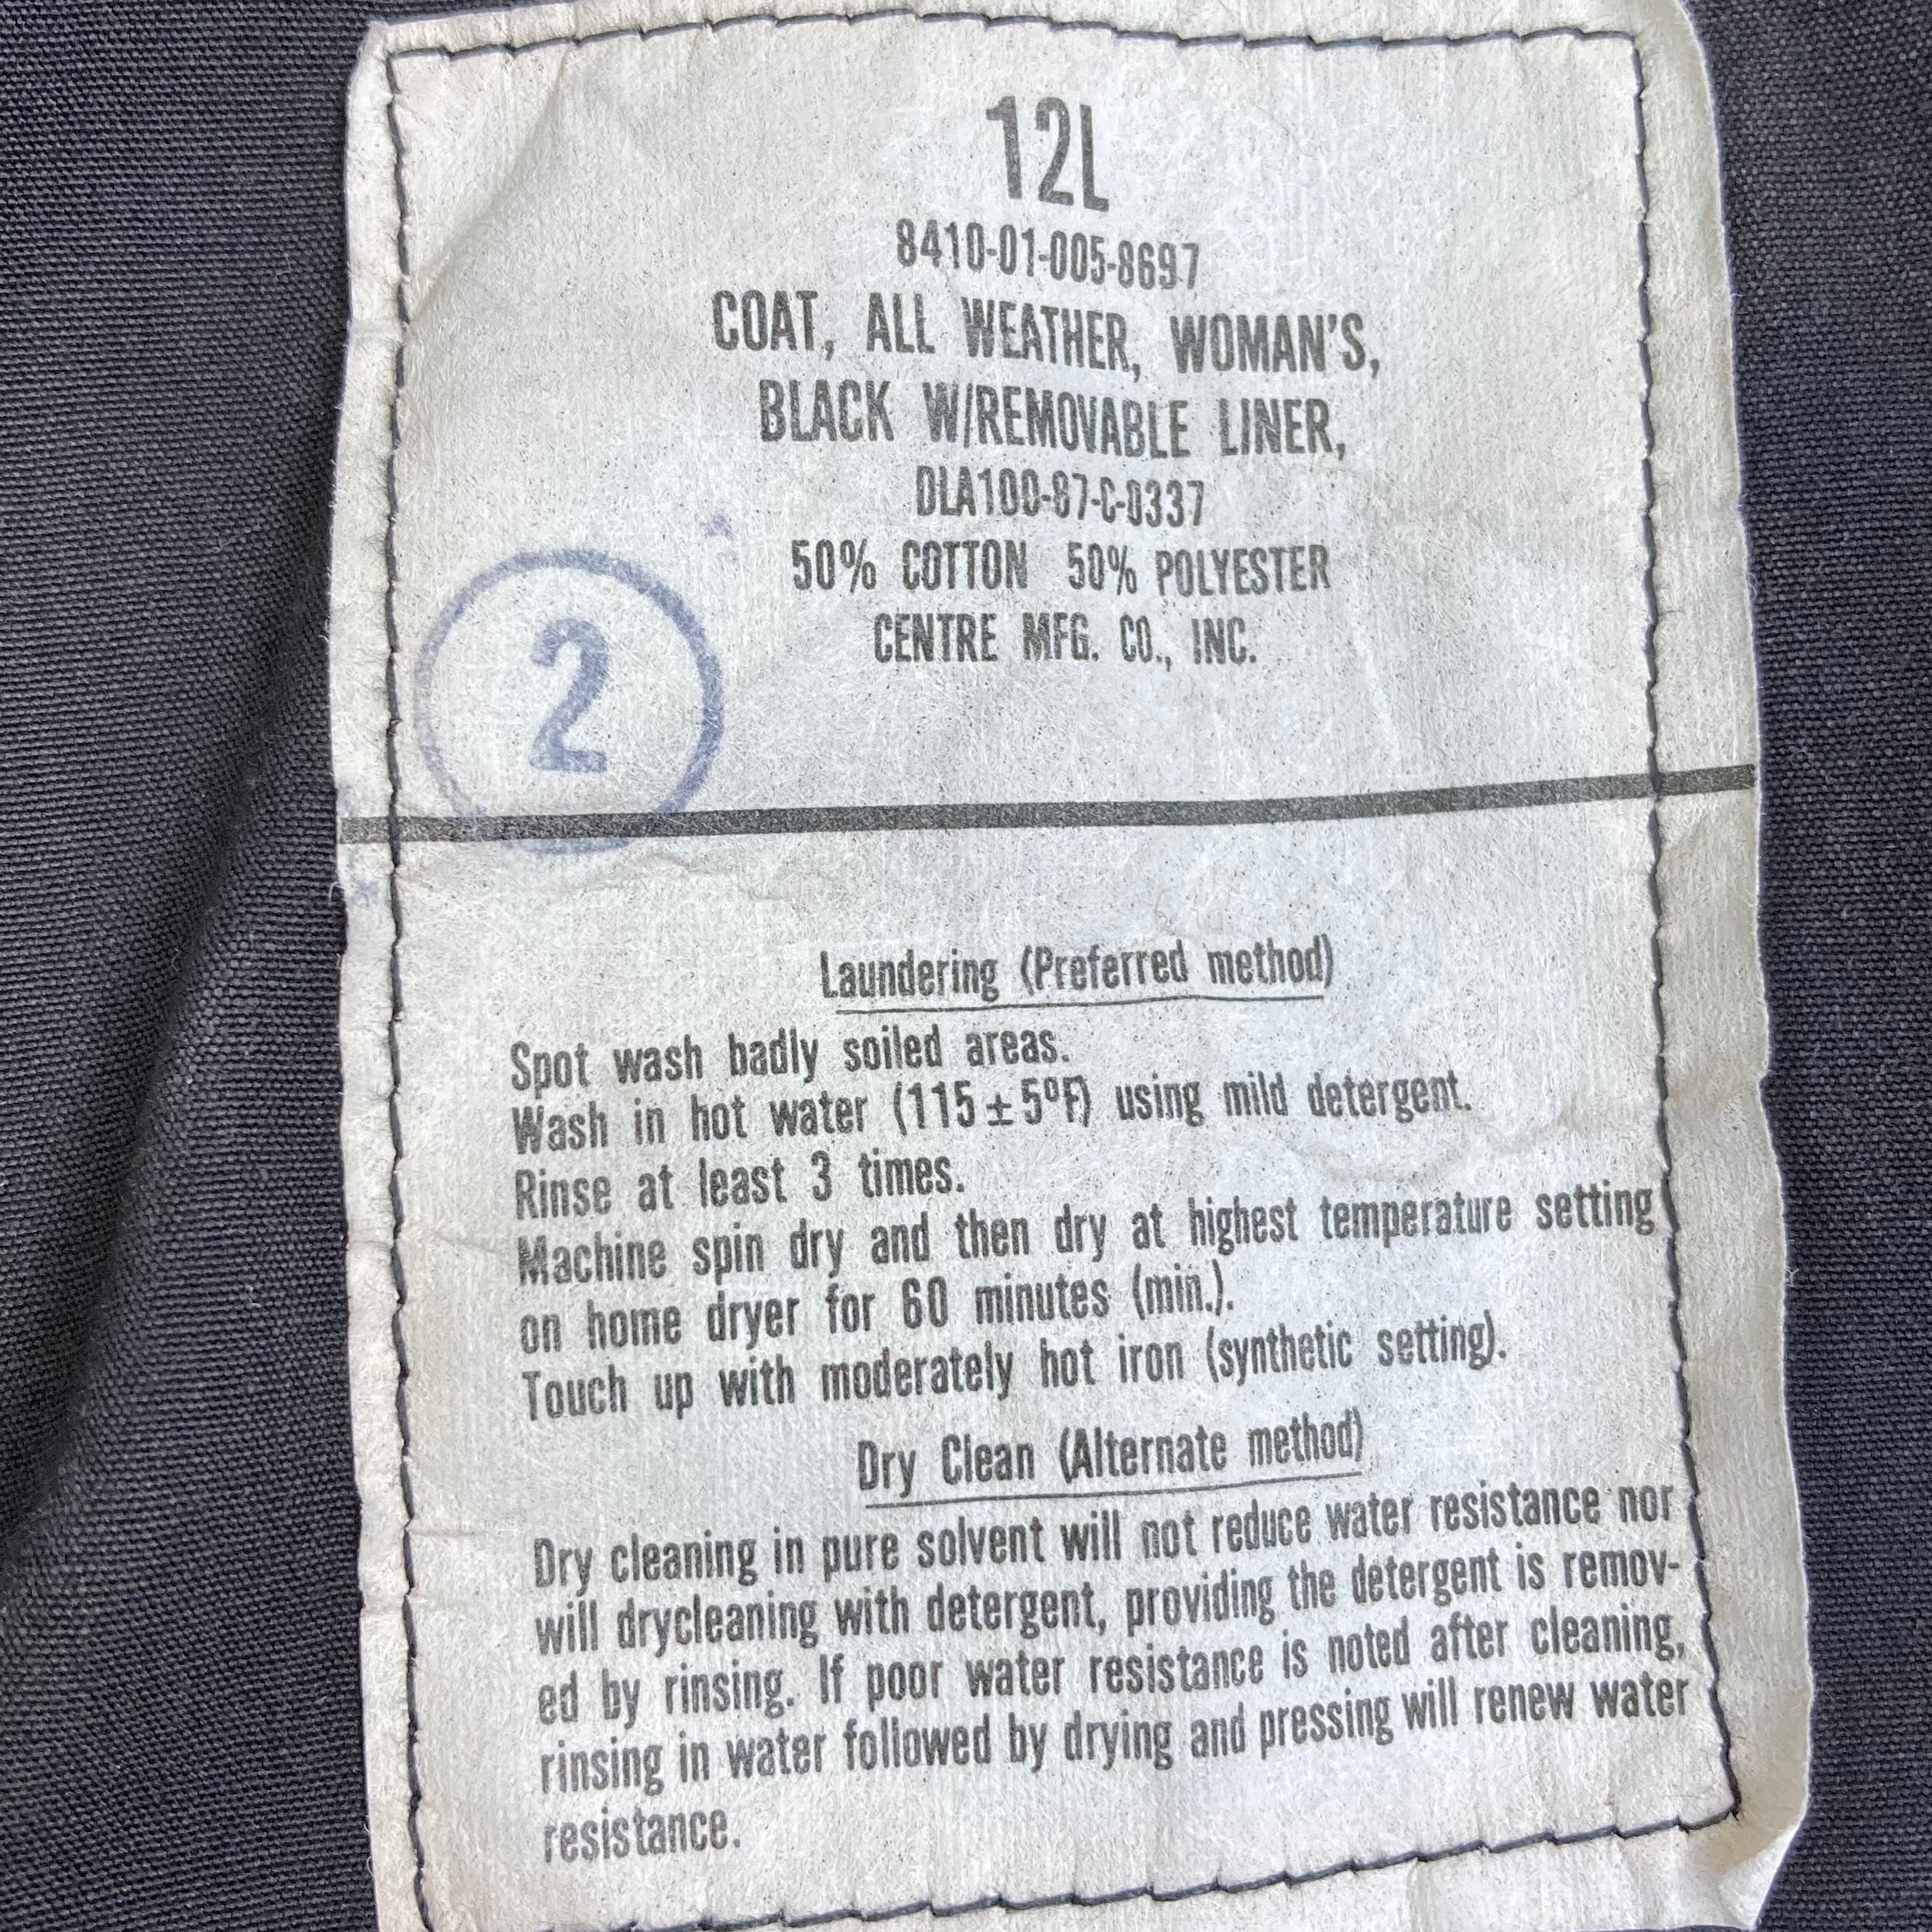 12L
8410-01-005-8697
COAT, ALL WEATHER, WOMAN'S,
BLACK W/REMOVABLE LINER,
DLA100-87-C-0337
50% COTTON 50% POLYESTER
CENTRE MFG. CO., INC.
2
Laundering (Preferred method)
Spot wash badly soiled areas.
Wash in hot water (115 ± 5°F) using mild detergent.
Rinse at least 3 times.
Machine spin dry and then dry at highest temperature setting
on home dryer for 60 minutes (min.).
Touch up with moderately hot iron (synthetic setting).
Dry Clean (Alternate method)
Dry cleaning in pure solvent will not reduce water resistance nor
will drycleaning with detergent, providing the detergent is remov-
ed by rinsing. If poor water resistance is noted after cleaning,
rinsing in water followed by drying and pressing will renew water
resistance.